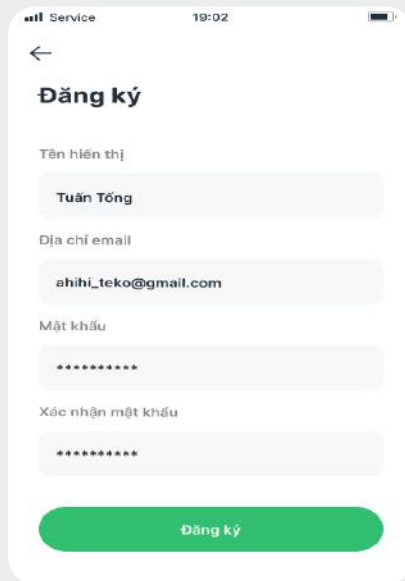 Service 19:02
Đăng ký
Tên hiển thị
Tuấn Tống
Địa chỉ email
ahihi_teko@gmail.com
Mật khẩu
**********
Xác nhận mật khẩu
**********
Đăng ký